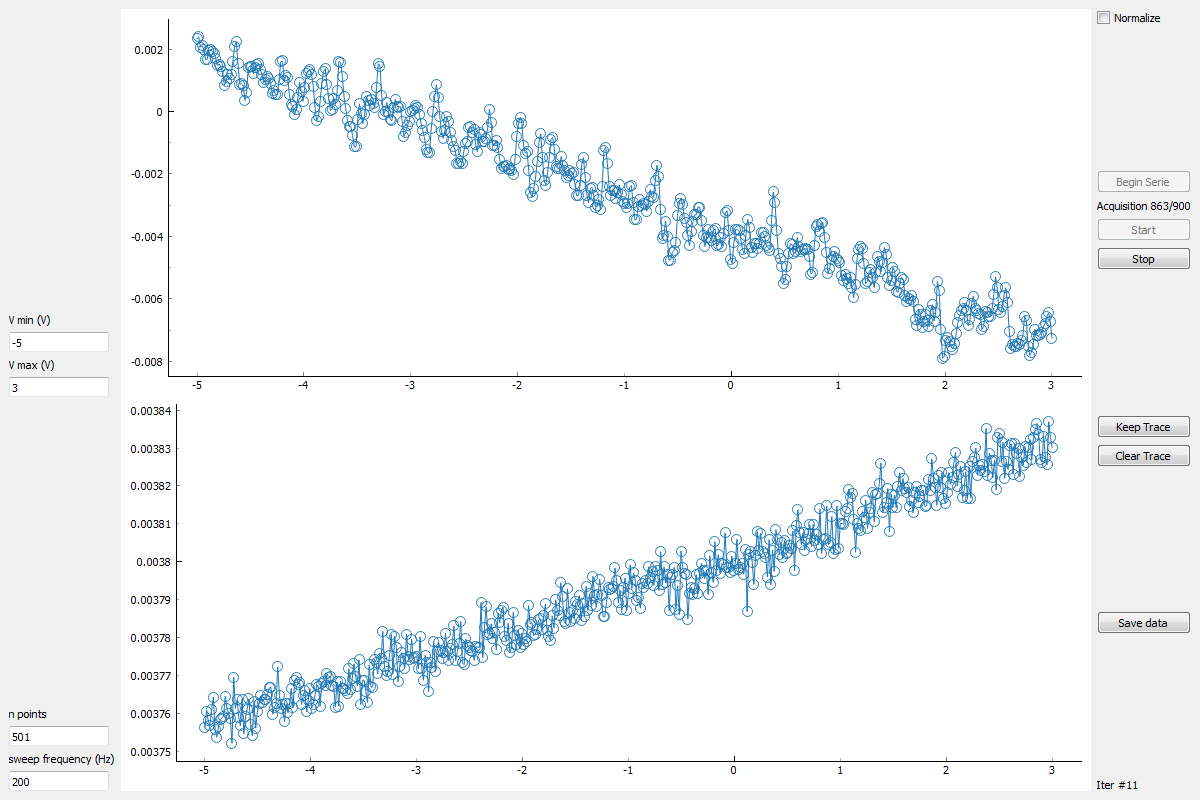 Normalize
0.002
0
-0.002
-0.004
-0.006
-0.008
-5
-4
-3
-2
-1
0
1
2
3
Begin Serie
Acquisition 863/900
Start
Stop
V min (V)
-5
V max (V)
3
0.00384
0.00383
0.00382
0.00381
0.0038
0.00379
0.00378
0.00377
0.00376
0.00375
-5
-4
-3
-2
-1
0
1
2
3
Keep Trace
Clear Trace
Save data
n points
501
sweep frequency (Hz)
200
Iter #11